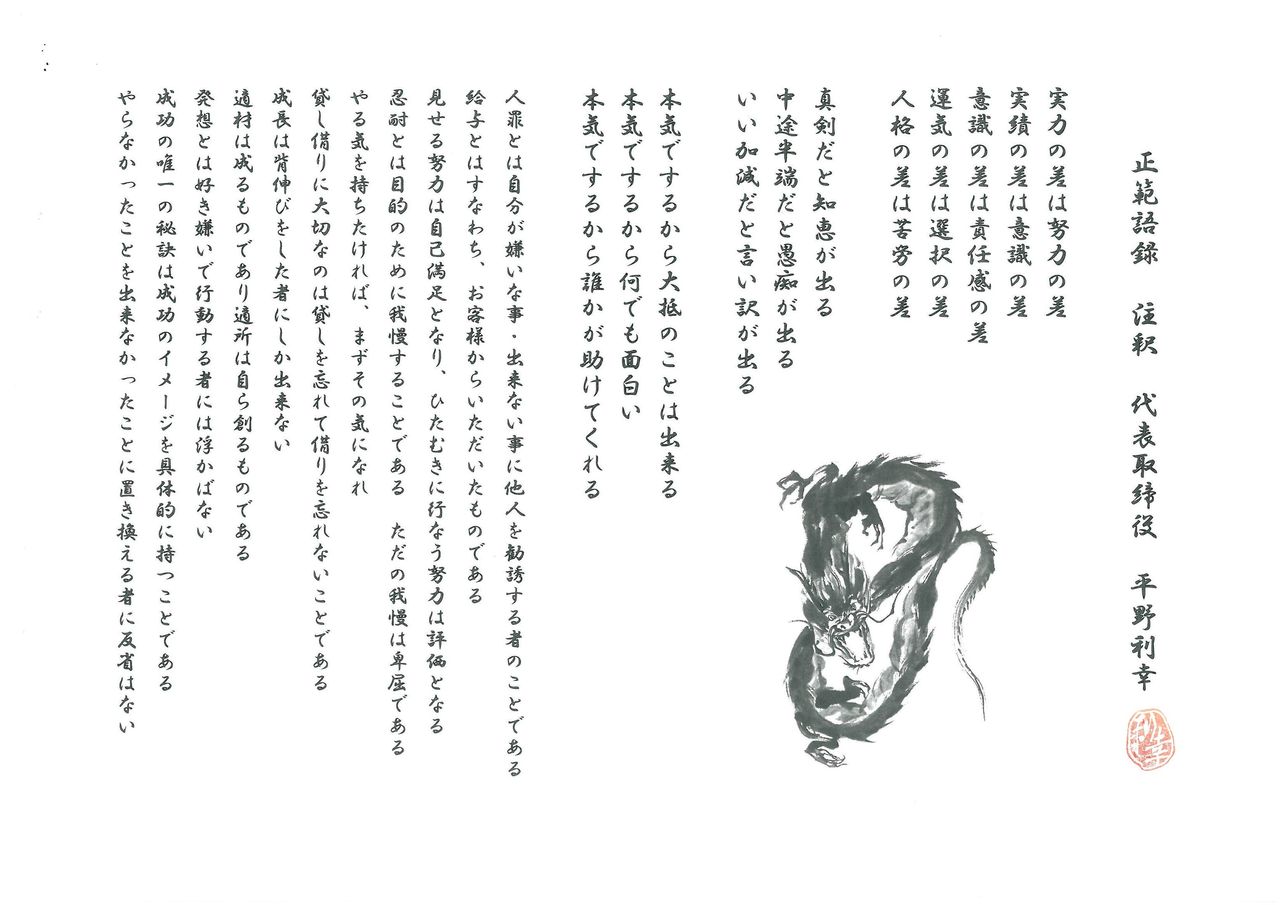 正範語録　注釈　代表取締役　平野利幸
利幸
実力の差は努力の差
実績の差は意識の差
意識の差は責任感の差
運気の差は選択の差
人格の差は苦労の差
真剣だと知恵が出る
中途半端だと愚痴が出る
いい加減だと言い訳が出る
本気でするから大抵のことは出来る
本気でするから何でも面白い
本気でするから誰かが助けてくれる
人罪とは自分が嫌いな事・出来ない事に他人を勧誘する者のことである
給与とはすなわち、お客様からいただいたものである
見せる努力は自己満足となり、ひたむきに行なう努力は評価となる
忍耐とは目的のために我慢することである　ただの我慢は卑屈である
やる気を持ちたければ、まずその気になれ
貸し借りに大切なのは貸しを忘れて借りを忘れないことである
成長は背伸びをした者にしか出来ない
適材は成るものであり適所は自ら創るものである
発想とは好き嫌いで行動する者には浮かばない
成功の唯一の秘訣は成功のイメージを具体的に持つことである
やらなかったことを出来なかったことに置き換える者に反省はない